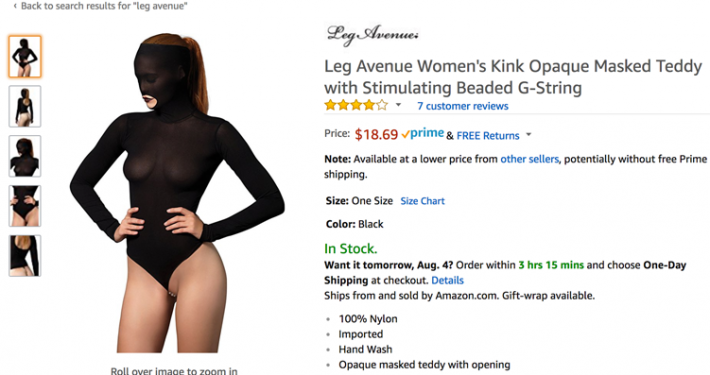 ‹ Back to search results for "leg avenue"
Leg Avenue:
Leg Avenue Women's Kink Opaque Masked Teddy
with Stimulating Beaded G-String
7 customer reviews
Price: $18.69 prime & FREE Returns
Note: Available at a lower price from other sellers, potentially without free Prime
shipping.
Size: One Size Size Chart
Color: Black
In Stock.
Want it tomorrow, Aug. 4? Order within 3 hrs 15 mins and choose One-Day
Shipping at checkout. Details
Ships from and sold by Amazon.com. Gift-wrap available.
100% Nylon
Imported
Hand Wash
Opaque masked teddy with opening
Roll over image to zoom in